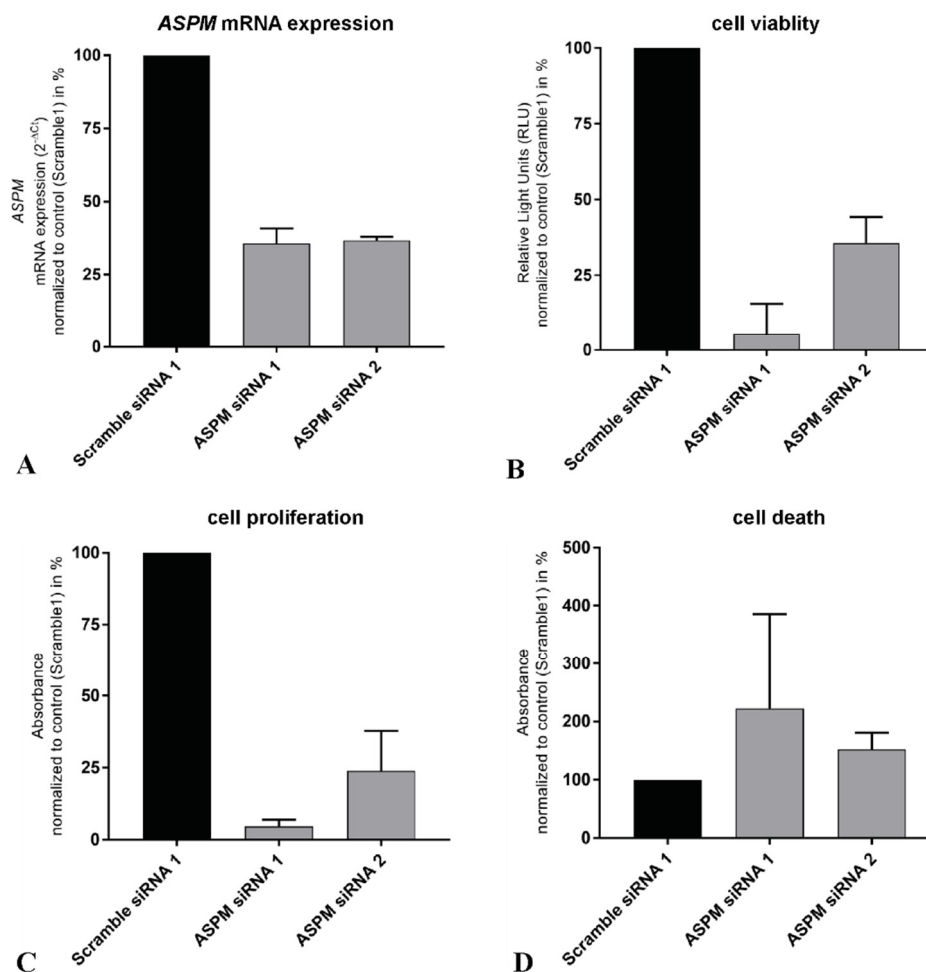 ASPM mRNA expression
ASPM
mRNA expression (2-ΔCt)
normalized to control (Scramble1) in %
100
75
50
25
0
Scramble siRNA 1
ASPM siRNA 1
ASPM siRNA 2
A
cell viablity
Relative Light Units (RLU)
normalized to control (Scramble1) in %
100
75
50
25
0
Scramble siRNA 1
ASPM siRNA 1
ASPM siRNA 2
B
cell proliferation
Absorbance
normalized to control (Scramble1) in %
100
75
50
25
0
Scramble siRNA 1
ASPM siRNA 1
ASPM siRNA 2
C
cell death
Absorbance
normalized to control (Scramble1) in %
500
400
300
200
100
0
Scramble siRNA 1
ASPM siRNA 1
ASPM siRNA 2
D